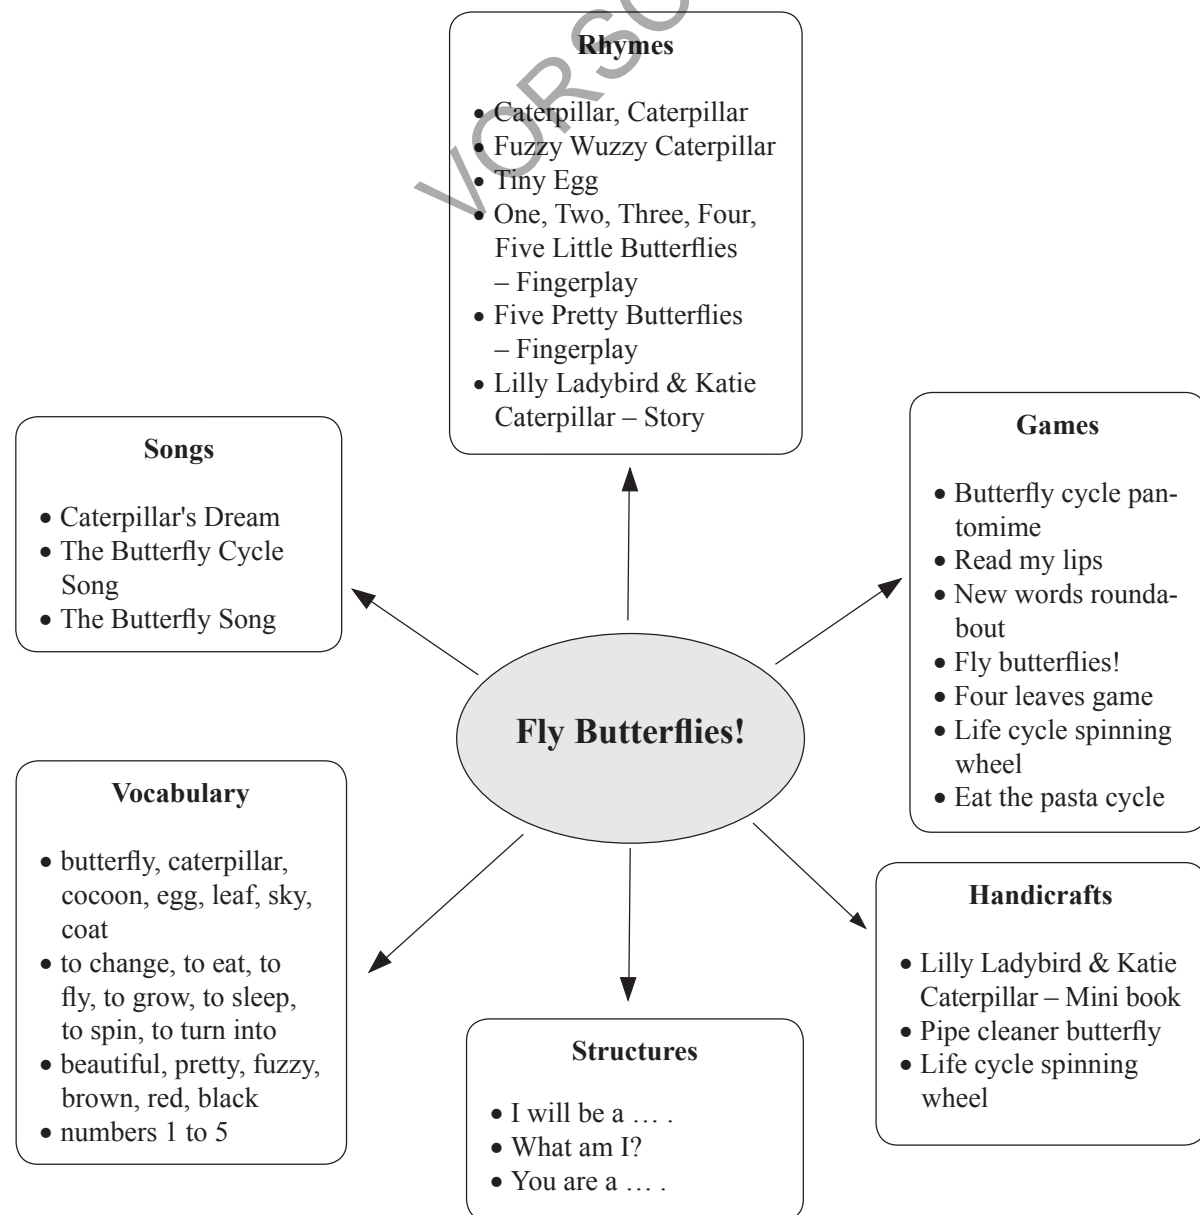 Rhymes
• Caterpillar, Caterpillar
• Fuzzy Wuzzy Caterpillar
• Tiny Egg
• One, Two, Three, Four,
Five Little Butterflies
– Fingerplay
• Five Pretty Butterflies
– Fingerplay
• Lilly Ladybird & Katie
Caterpillar – Story
Songs
• Caterpillar's Dream
• The Butterfly Cycle
Song
• The Butterfly Song
Games
• Butterfly cycle pan-
tomime
• Read my lips
• New words rounda-
bout
• Fly butterflies!
• Four leaves game
• Life cycle spinning
wheel
• Eat the pasta cycle
Fly Butterflies!
Vocabulary
• butterfly, caterpillar,
cocoon, egg, leaf, sky,
coat
• to change, to eat, to
fly, to grow, to sleep,
to spin, to turn into
• beautiful, pretty, fuzzy,
brown, red, black
• numbers 1 to 5
Structures
• I will be a … .
• What am I?
• You are a … .
Handicrafts
• Lilly Ladybird & Katie
Caterpillar – Mini book
• Pipe cleaner butterfly
• Life cycle spinning
wheel